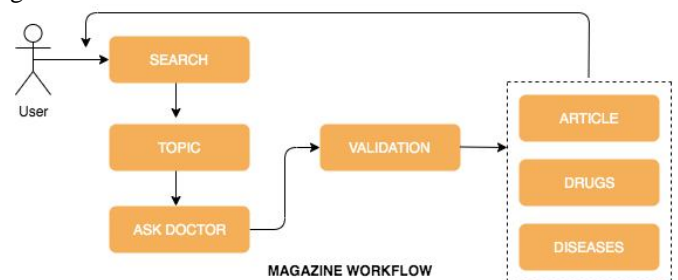 SEARCH
User
TOPIC
ASK DOCTOR
VALIDATION
ARTICLE
DRUGS
DISEASES
MAGAZINE WORKFLOW